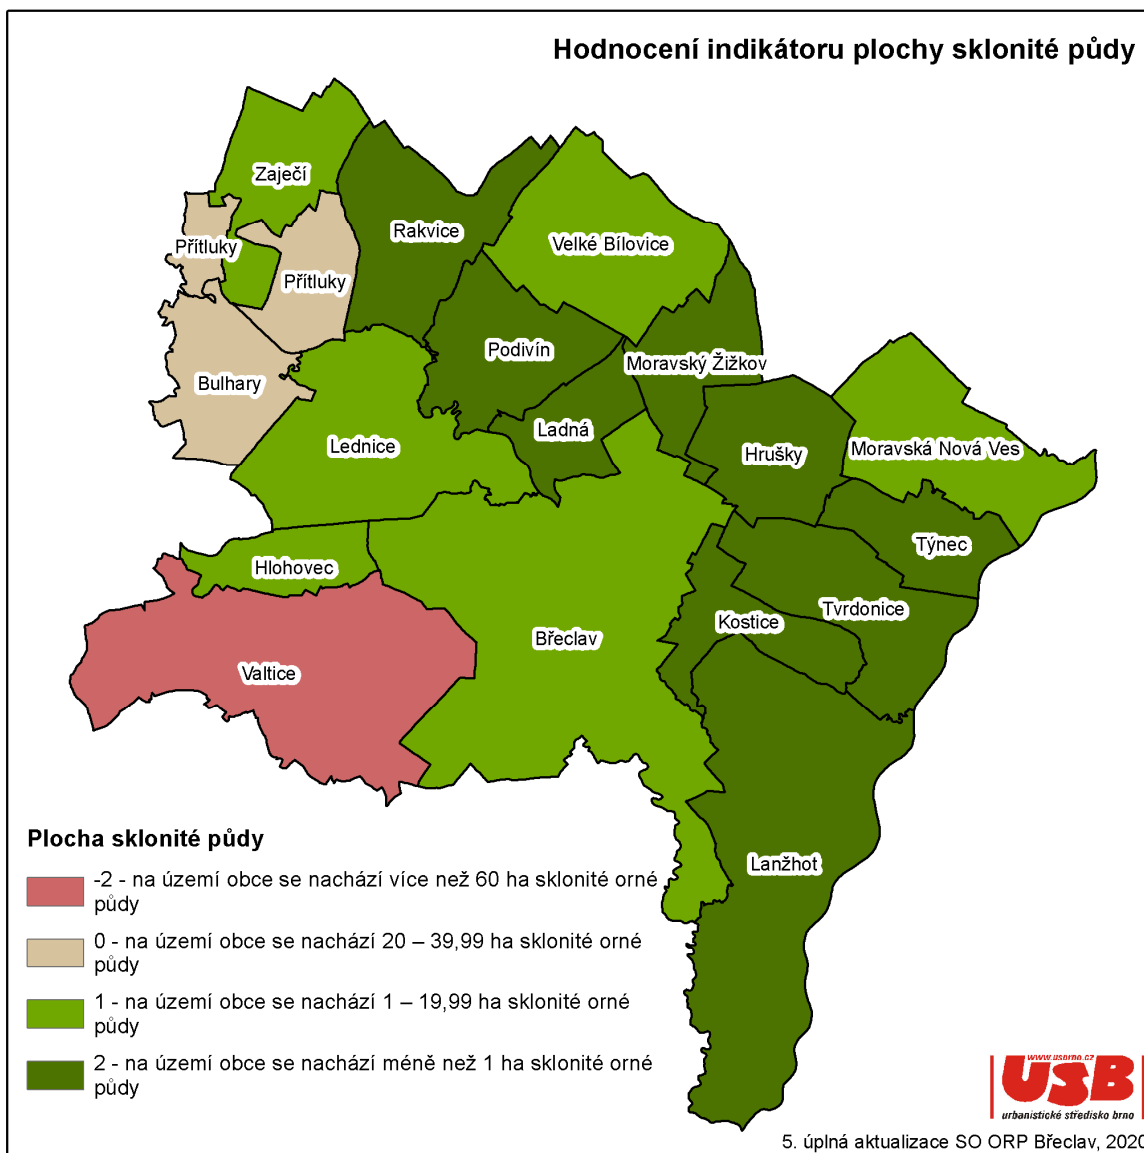 Hodnocení indikátoru plochy sklonité půdy
Zaječí
Přítluky
Rakvice
Velké Bílovice
Přítluky
Podivín
Moravský Žižkov
Bulhary
Ladná
Lednice
Hrušky
Moravská Nová Ves
Týnec
Hlohovec
Tvrdonice
Kostice
Břeclav
Valtice
Lanžhot
Plocha sklonité půdy
-2 - na území obce se nachází více než 60 ha sklonité orné
půdy
0 - na území obce se nachází 20 – 39,99 ha sklonité orné
půdy
1 - na území obce se nachází 1 – 19,99 ha sklonité orné
půdy
2 - na území obce se nachází méně než 1 ha sklonité orné
půdy
www.usbrno.cz
USB
urbanistické středisko brno
5. úplná aktualizace SO ORP Břeclav, 2020